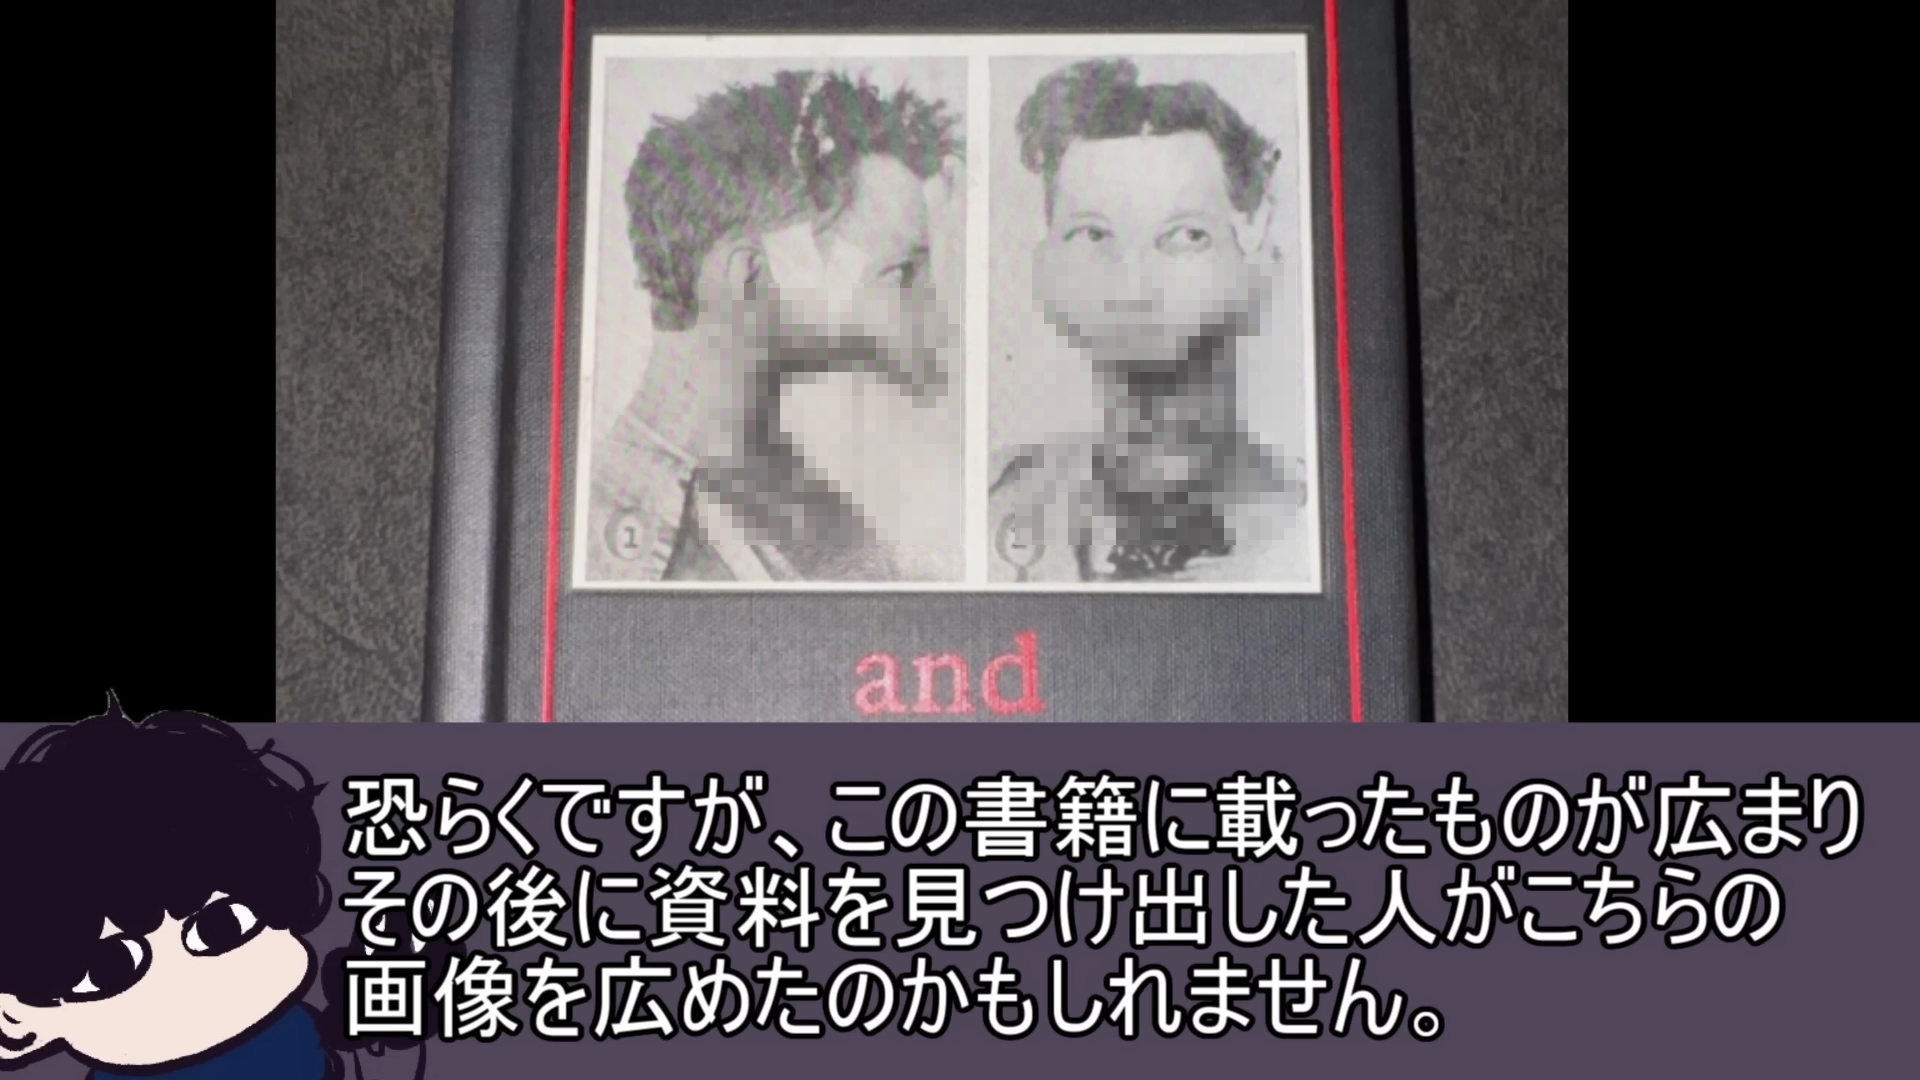 1
1
and
恐らくですが、この書籍に載ったものが広まり
その後に資料を見つけ出した人がこちらの
画像を広めたのかもしれません。